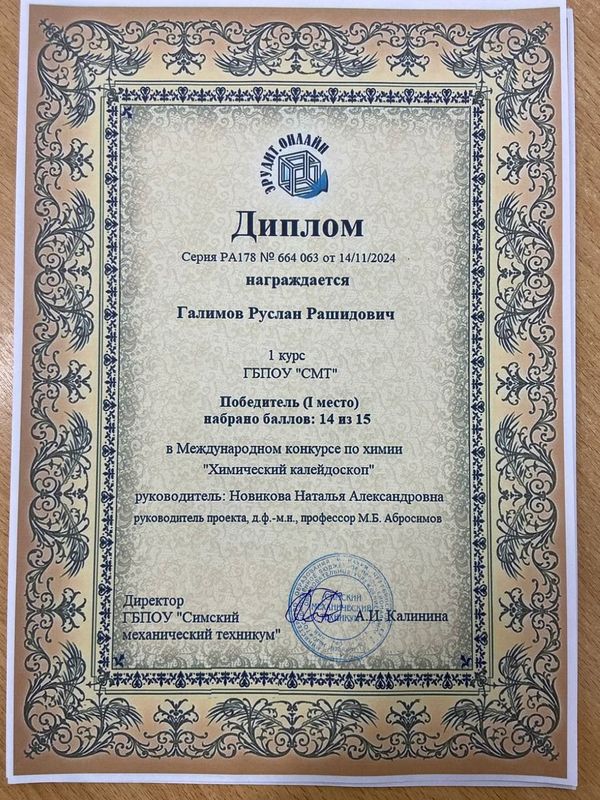 ЭРУДИТ.ОНЛАЙН
Диплом
Серия РА178 № 664 063 от 14/11/2024
награждается
Галимов Руслан Рашидович
1 курс
ГБПОУ "СМТ"
Победитель (I место)
набрано баллов: 14 из 15
в Международном конкурсе по химии
"Химический калейдоскоп"
руководитель: Новикова Наталья Александровна
руководитель проекта, д.ф.-м.н., профессор М.Б. Абросимов
Директор
ГБПОУ "Симский
механический техникум"
А.И. Калинина
МЕХАНИЧЕСКИЙ